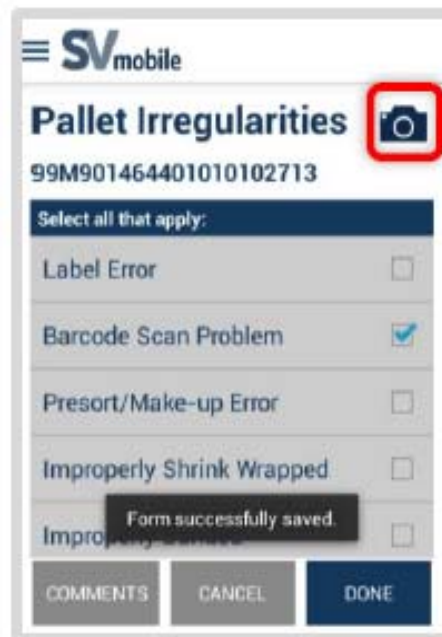 SVmobile
Pallet Irregularities
99M901464401010102713
Select all that apply:
Label Error
Barcode Scan Problem
Presort/Make-up Error
Improperly Shrink Wrapped
Form successfully saved.
COMMENTS CANCEL DONE